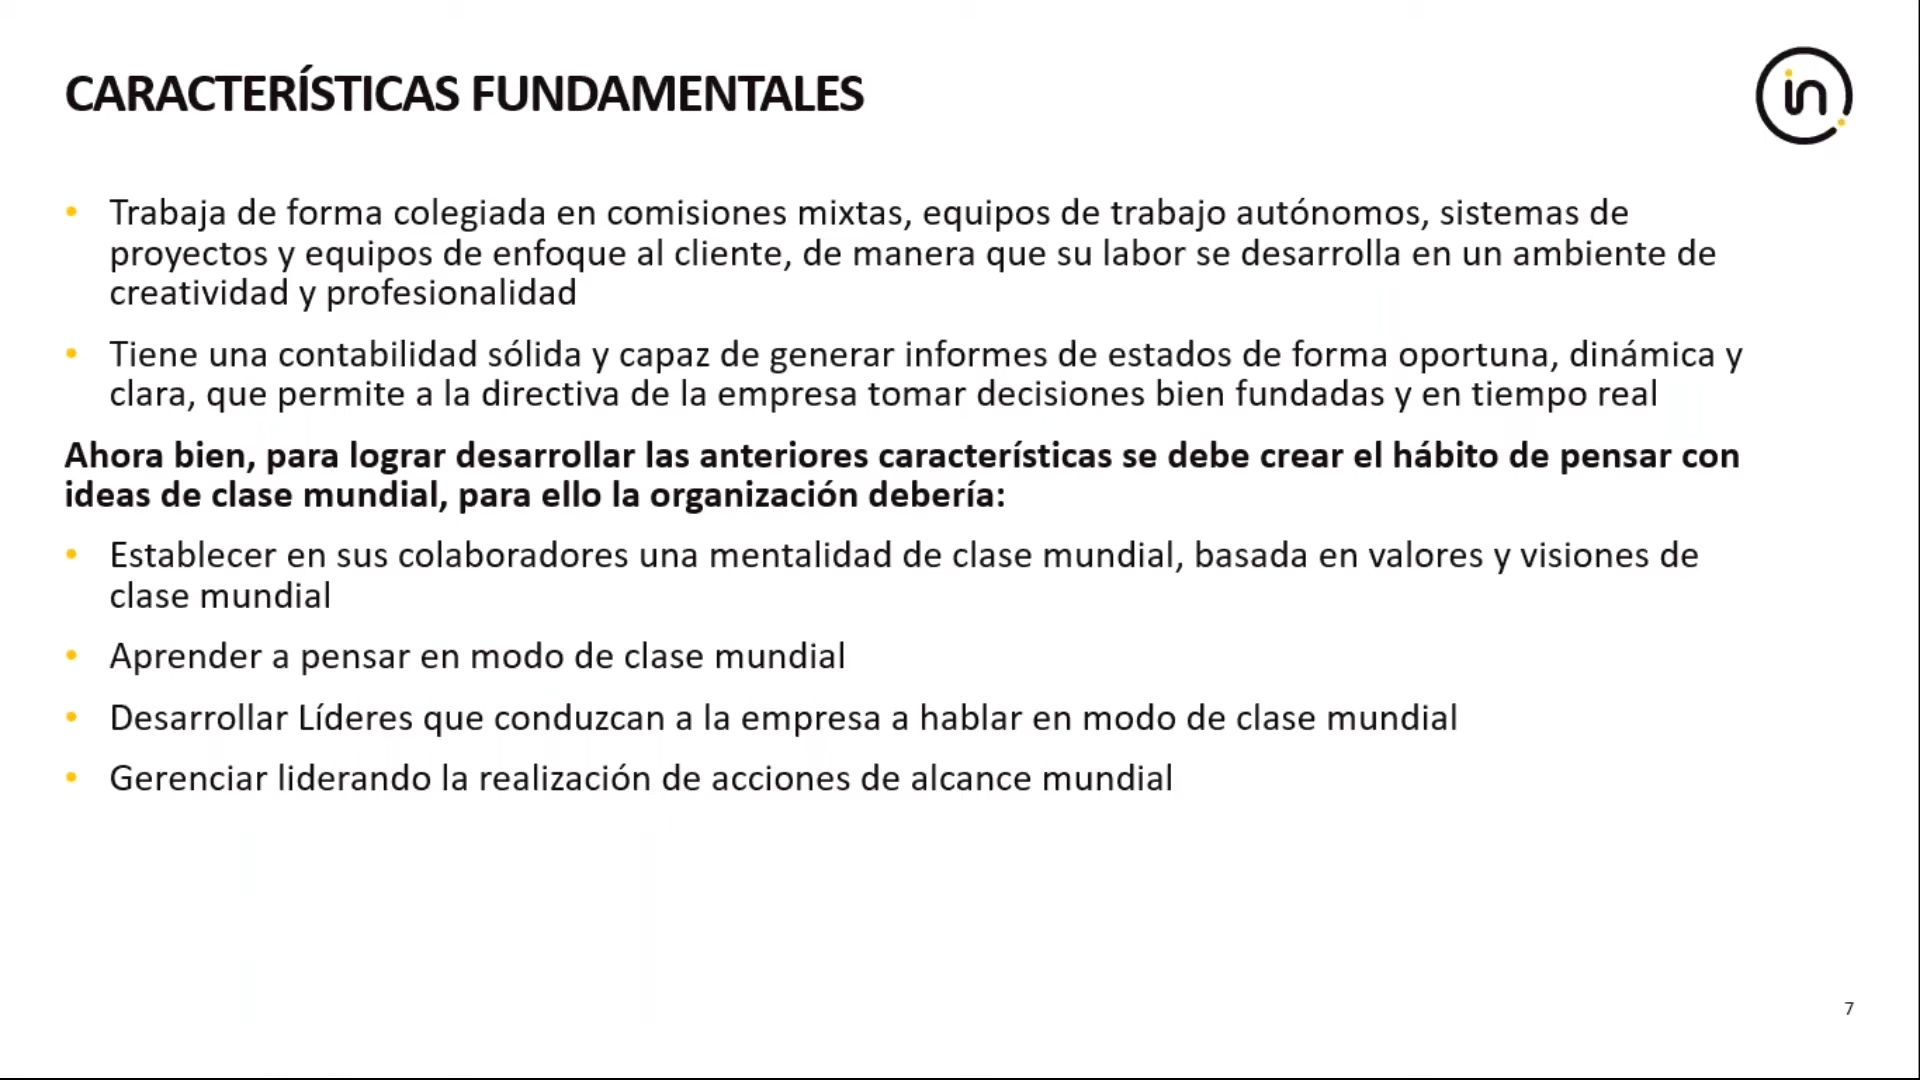 CARACTERÍSTICAS FUNDAMENTALES
in
• Trabaja de forma colegiada en comisiones mixtas, equipos de trabajo autónomos, sistemas de
proyectos y equipos de enfoque al cliente, de manera que su labor se desarrolla en un ambiente de
creatividad y profesionalidad
• Tiene una contabilidad sólida y capaz de generar informes de estados de forma oportuna, dinámica y
clara, que permite a la directiva de la empresa tomar decisiones bien fundadas y en tiempo real
Ahora bien, para lograr desarrollar las anteriores características se debe crear el hábito de pensar con
ideas de clase mundial, para ello la organización debería:
• Establecer en sus colaboradores una mentalidad de clase mundial, basada en valores y visiones de
clase mundial
• Aprender a pensar en modo de clase mundial
• Desarrollar Líderes que conduzcan a la empresa a hablar en modo de clase mundial
• Gerenciar liderando la realización de acciones de alcance mundial
7